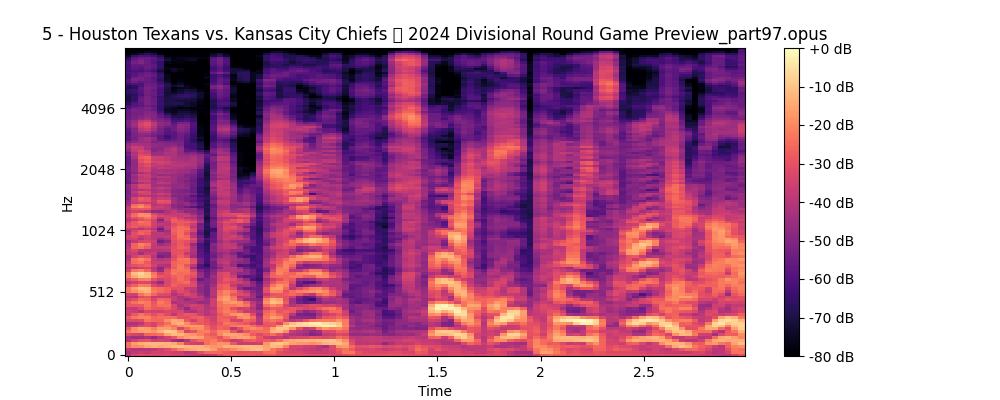 5 - Houston Texans vs. Kansas City Chiefs ▯ 2024 Divisional Round Game Preview_part97.opus
+0 dB
-10 dB
-20 dB
-30 dB
-40 dB
-50 dB
-60 dB
-70 dB
-80 dB
4096
2048
1024
512
0
Hz
0
0.5
1
1.5
2
2.5
Time